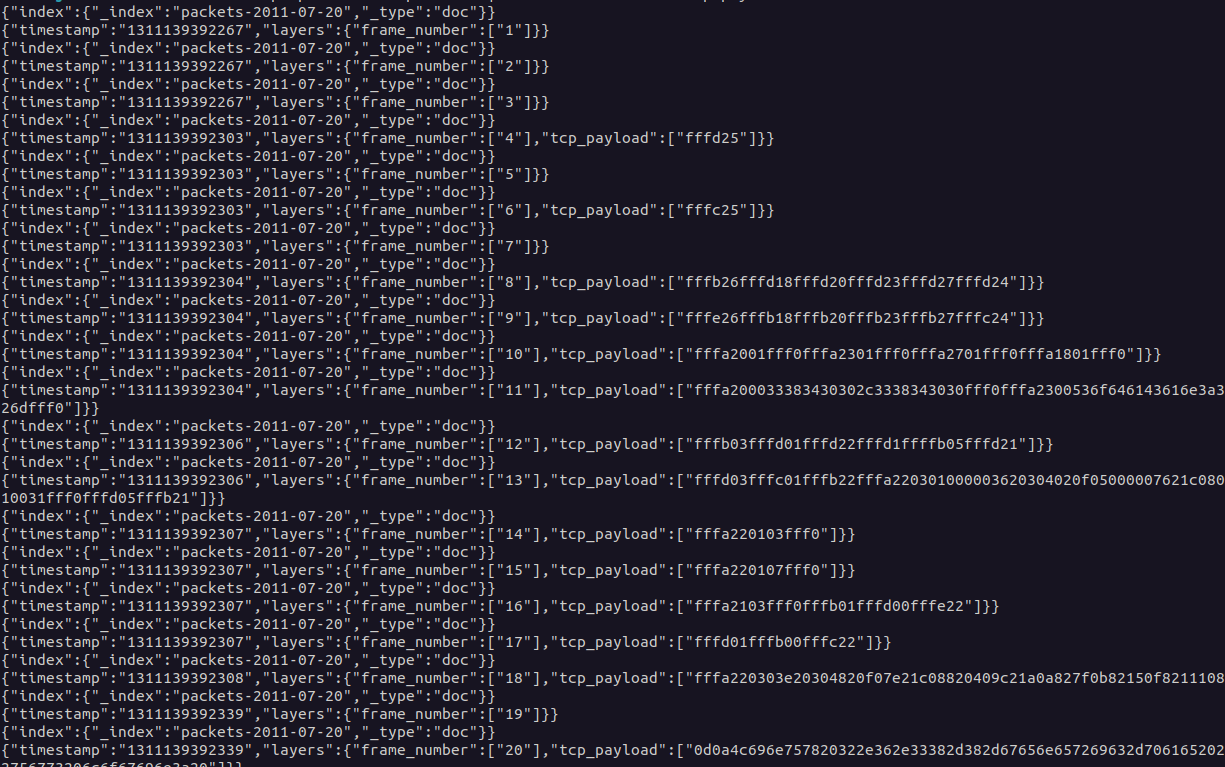 {"index":{"_index":"packets-2011-07-20","_type":"doc"}}
{"timestamp":"1311139392267","layers":{"frame_number":["1"]}}
{"index":{"_index":"packets-2011-07-20","_type":"doc"}}
{"timestamp":"1311139392267","layers":{"frame_number":["2"]}}
{"index":{"_index":"packets-2011-07-20","_type":"doc"}}
{"timestamp":"1311139392267","layers":{"frame_number":["3"]}}
{"index":{"_index":"packets-2011-07-20","_type":"doc"}}
{"timestamp":"1311139392303","layers":{"frame_number":["4"],"tcp_payload":["fffd25"]}}
{"index":{"_index":"packets-2011-07-20","_type":"doc"}}
{"timestamp":"1311139392303","layers":{"frame_number":["5"]}}
{"index":{"_index":"packets-2011-07-20","_type":"doc"}}
{"timestamp":"1311139392303","layers":{"frame_number":["6"],"tcp_payload":["fffc25"]}}
{"index":{"_index":"packets-2011-07-20","_type":"doc"}}
{"timestamp":"1311139392303","layers":{"frame_number":["7"]}}
{"index":{"_index":"packets-2011-07-20","_type":"doc"}}
{"timestamp":"1311139392304","layers":{"frame_number":["8"],"tcp_payload":["fffb26fffd18fffd20fffd23fffd27fffd24"]}}
{"index":{"_index":"packets-2011-07-20","_type":"doc"}}
{"timestamp":"1311139392304","layers":{"frame_number":["9"],"tcp_payload":["fffe26fffb18fffb20fffb23fffb27fffc24"]}}
{"index":{"_index":"packets-2011-07-20","_type":"doc"}}
{"timestamp":"1311139392304","layers":{"frame_number":["10"],"tcp_payload":["fffa2001fff0fffa2301fff0fffa2701fff0fffa1801fff0"]}}
{"index":{"_index":"packets-2011-07-20","_type":"doc"}}
{"timestamp":"1311139392304","layers":{"frame_number":["11"],"tcp_payload":["fffa200033383430302c3338343030fff0fffa2300536f646143616e3a3
26dfff0"]}}
{"index":{"_index":"packets-2011-07-20","_type":"doc"}}
{"timestamp":"1311139392306","layers":{"frame_number":["12"],"tcp_payload":["fffb03fffd01fffd22fffd1ffffb05fffd21"]}}
{"index":{"_index":"packets-2011-07-20","_type":"doc"}}
{"timestamp":"1311139392306","layers":{"frame_number":["13"],"tcp_payload":["fffd03fffc01fffb22fffa220301000003620304020f05000007621c080
10031fff0fffd05fffb21"]}}
{"index":{"_index":"packets-2011-07-20","_type":"doc"}}
{"timestamp":"1311139392307","layers":{"frame_number":["14"],"tcp_payload":["fffa220103fff0"]}}
{"index":{"_index":"packets-2011-07-20","_type":"doc"}}
{"timestamp":"1311139392307","layers":{"frame_number":["15"],"tcp_payload":["fffa220107fff0"]}}
{"index":{"_index":"packets-2011-07-20","_type":"doc"}}
{"timestamp":"1311139392307","layers":{"frame_number":["16"],"tcp_payload":["fffa2103fff0fffb01fffd00fffe22"]}}
{"index":{"_index":"packets-2011-07-20","_type":"doc"}}
{"timestamp":"1311139392307","layers":{"frame_number":["17"],"tcp_payload":["fffd01fffb00fffc22"]}}
{"index":{"_index":"packets-2011-07-20","_type":"doc"}}
{"timestamp":"1311139392308","layers":{"frame_number":["18"],"tcp_payload":["fffa220303e20304820f07e21c08820409c21a0a827f0b82150f8211108
{"index":{"_index":"packets-2011-07-20","_type":"doc"}}
{"timestamp":"1311139392339","layers":{"frame_number":["19"]}}
{"index":{"_index":"packets-2011-07-20","_type":"doc"}}
{"timestamp":"1311139392339","layers":{"frame_number":["20"],"tcp_payload":["0d0a4c696e757820322e362e33382d382d67656e657269632d706165202